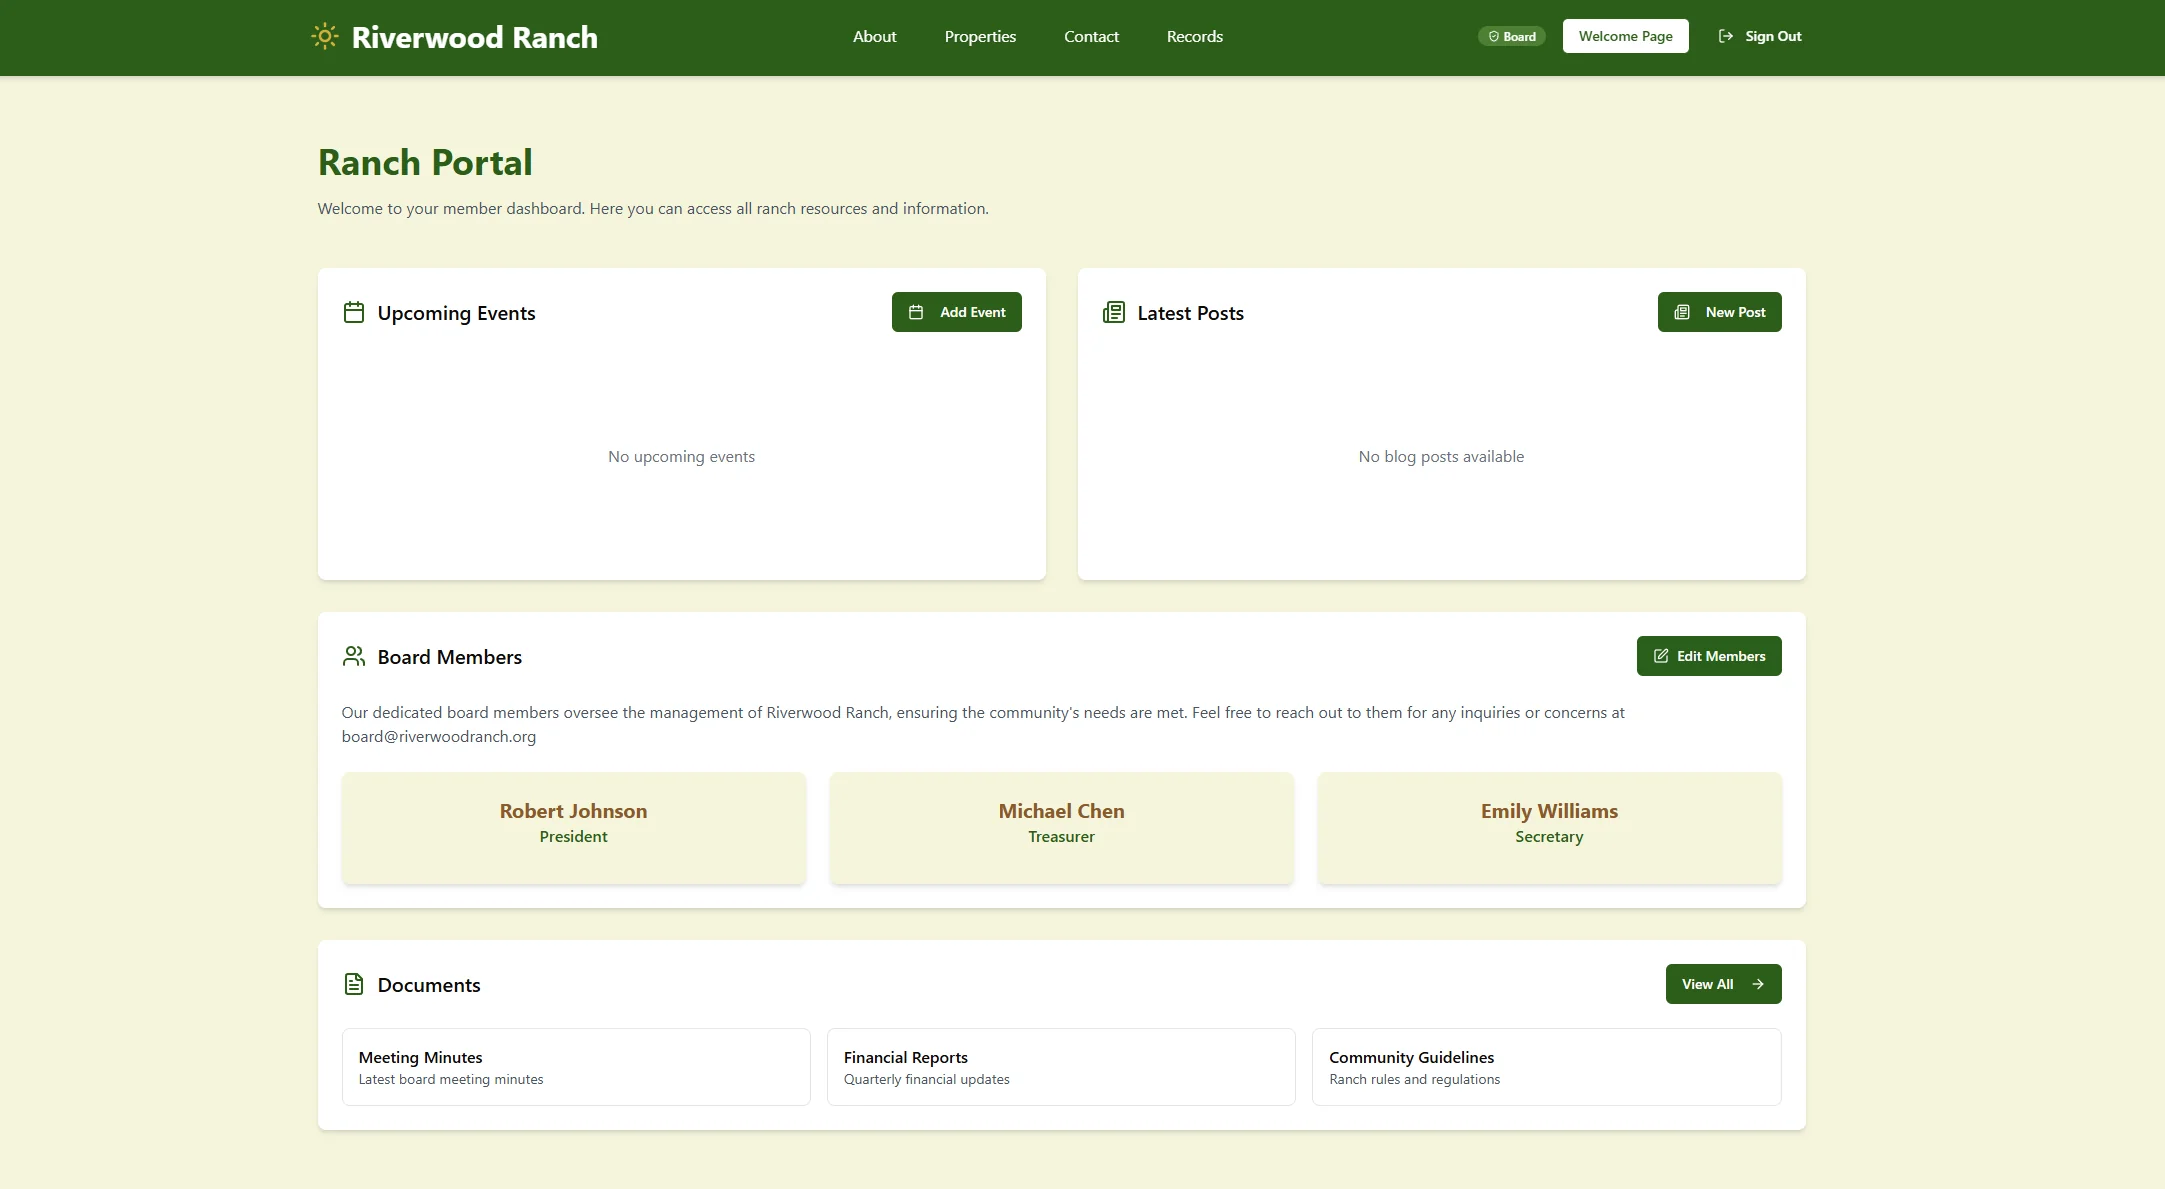 Riverwood Ranch
About
Properties
Contact
Records
Board
Welcome Page
Sign Out
Ranch Portal
Welcome to your member dashboard. Here you can access all ranch resources and information.
Upcoming Events
Add Event
No upcoming events
Latest Posts
New Post
No blog posts available
Board Members
Edit Members
Our dedicated board members oversee the management of Riverwood Ranch, ensuring the community's needs are met. Feel free to reach out to them for any inquiries or concerns at
board@riverwoodranch.org
Robert Johnson
President
Michael Chen
Treasurer
Emily Williams
Secretary
Documents
View All
Meeting Minutes
Latest board meeting minutes
Financial Reports
Quarterly financial updates
Community Guidelines
Ranch rules and regulations